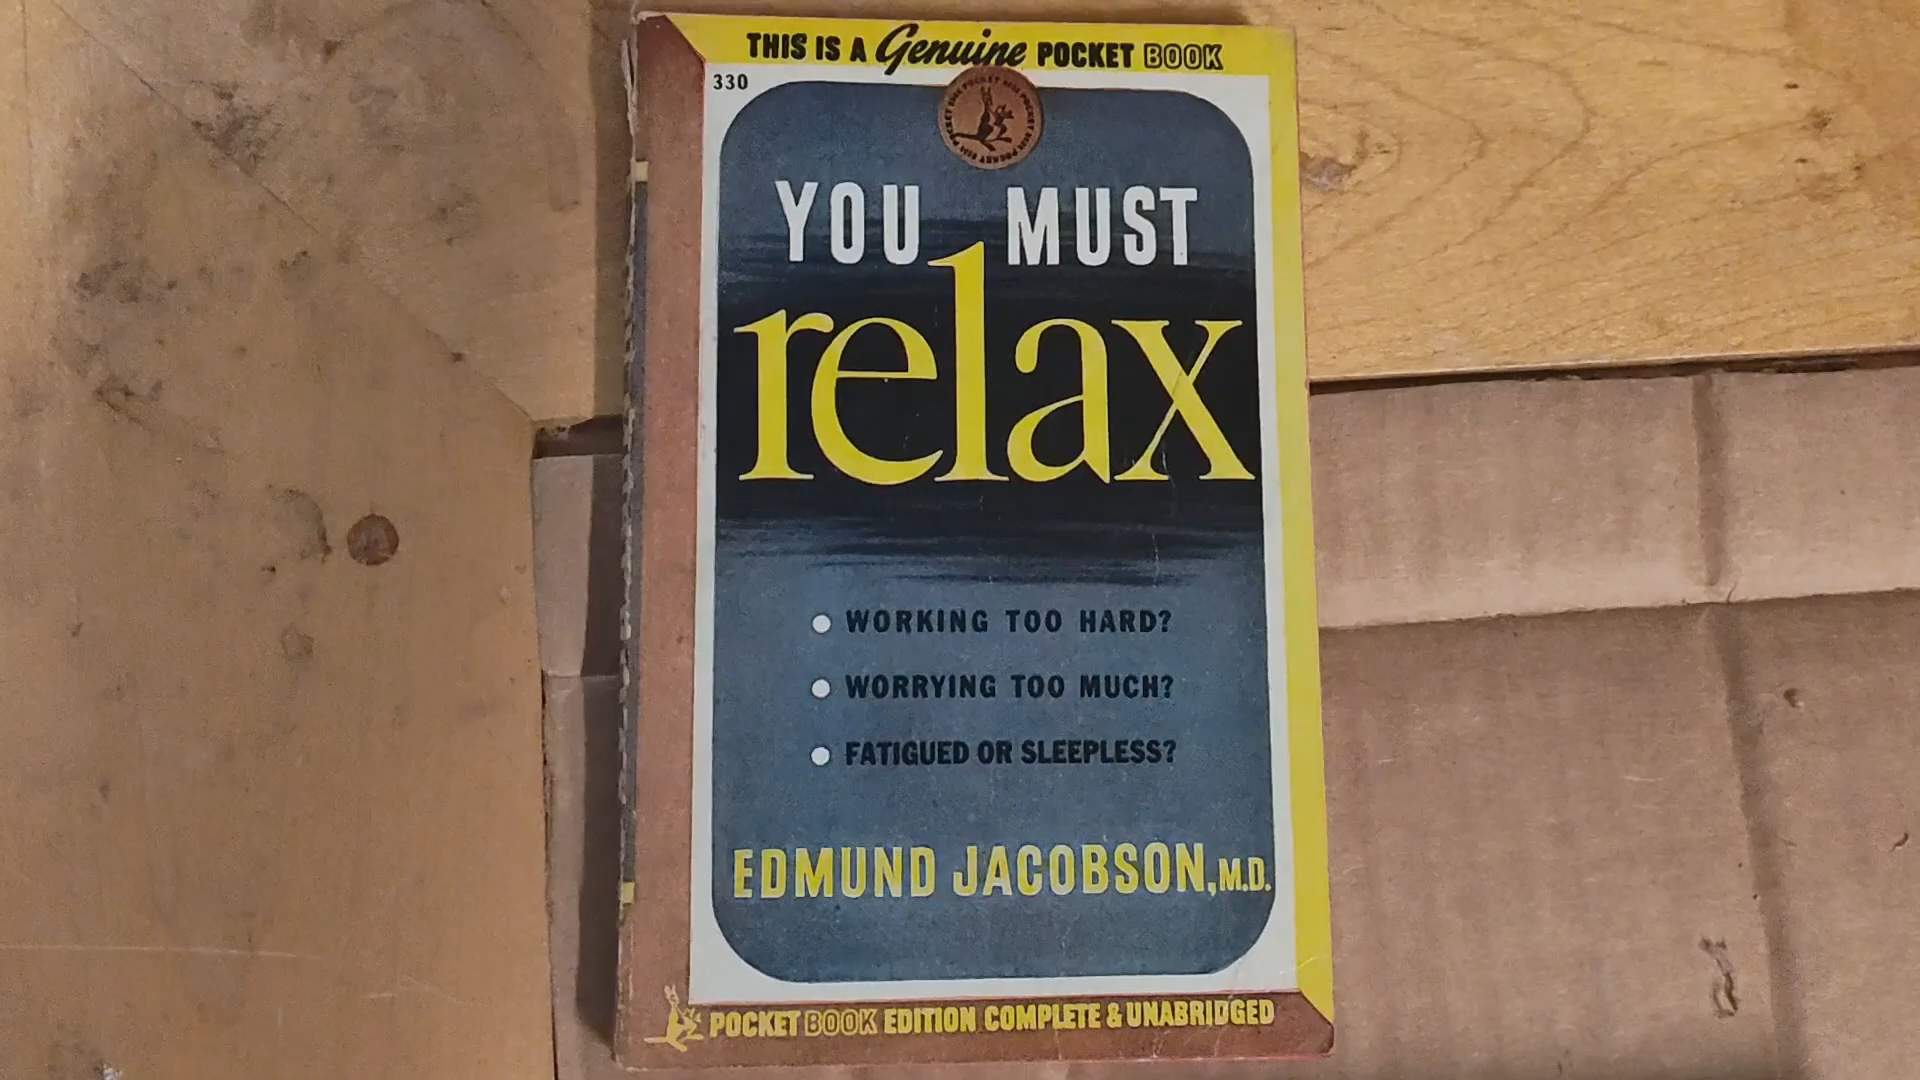 THIS IS A Genuine POCKET BOOK
330
YOU MUST
relax
WORKING TOO HARD?
WORRYING TOO MUCH?
FATIGUED OR SLEEPLESS?
EDMUND JACOBSON, M.D.
POCKET BOOK EDITION COMPLETE & UNABRIDGED